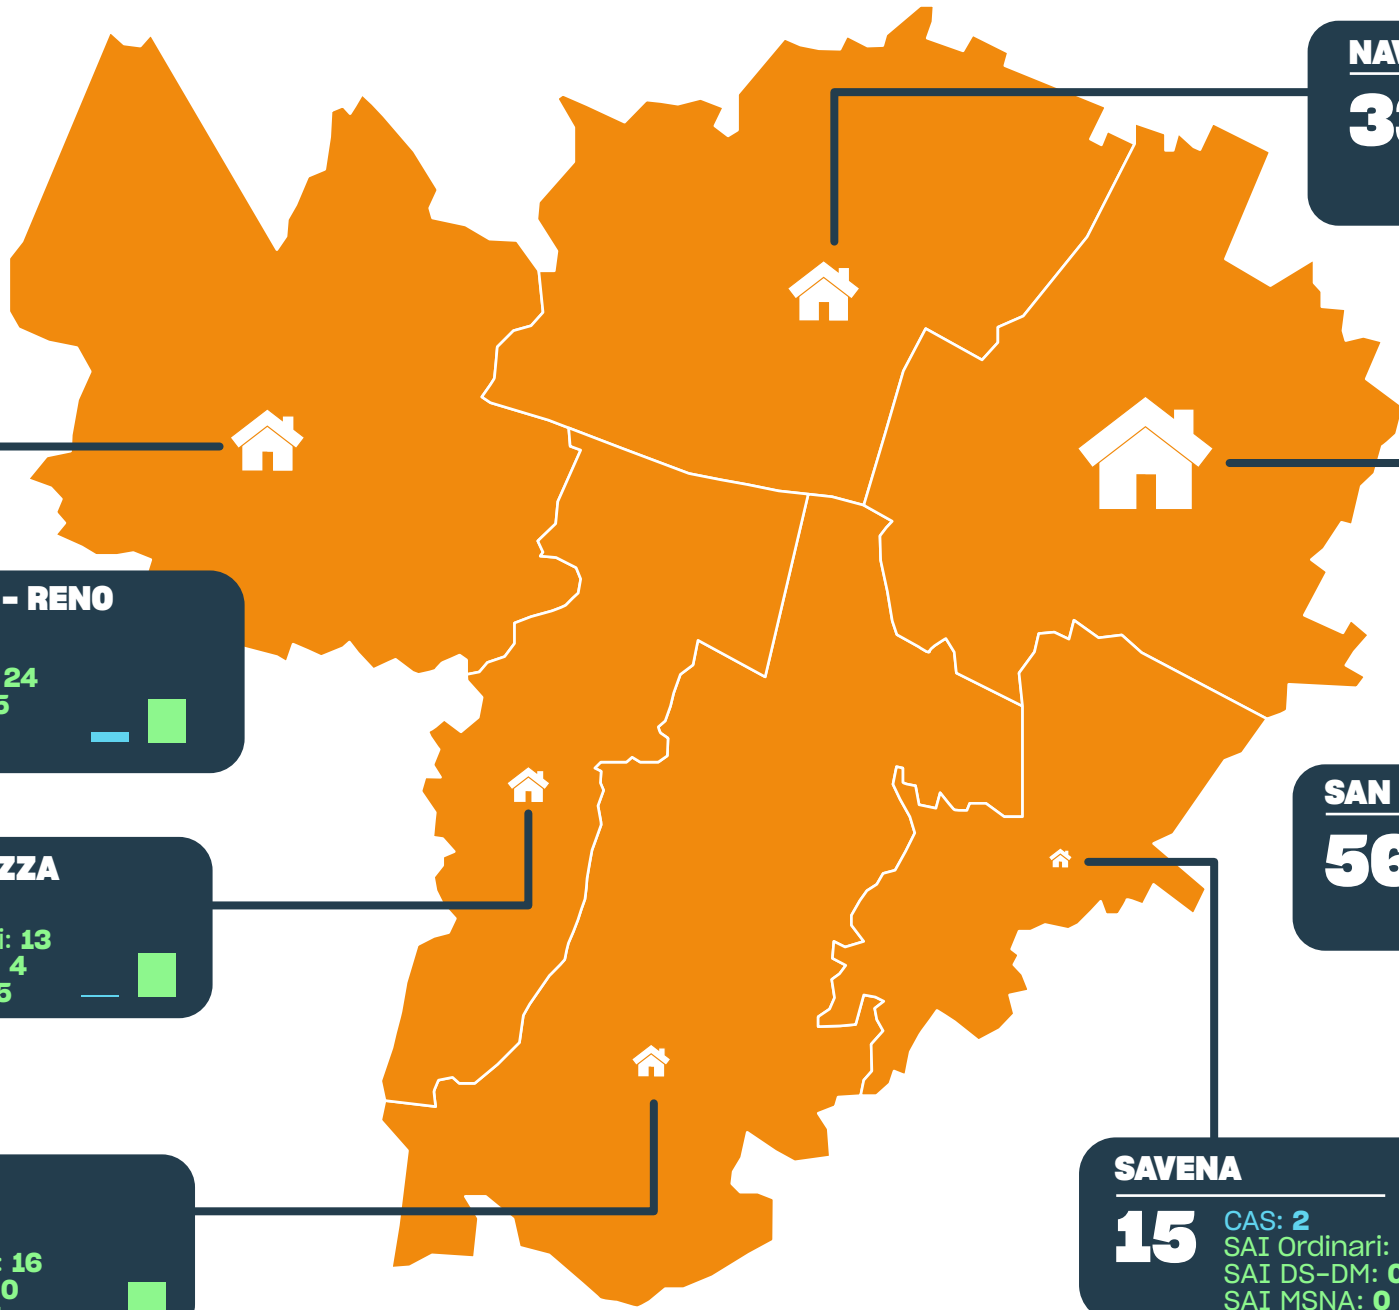 NAV
33
- RENO
24
5
ZZA
i: 13
4
5
SAN
56
: 16
0
SAVENA
15
CAS: 2
SAI Ordinari:
SAI DS-DM: 0
SAI MSNA: 0